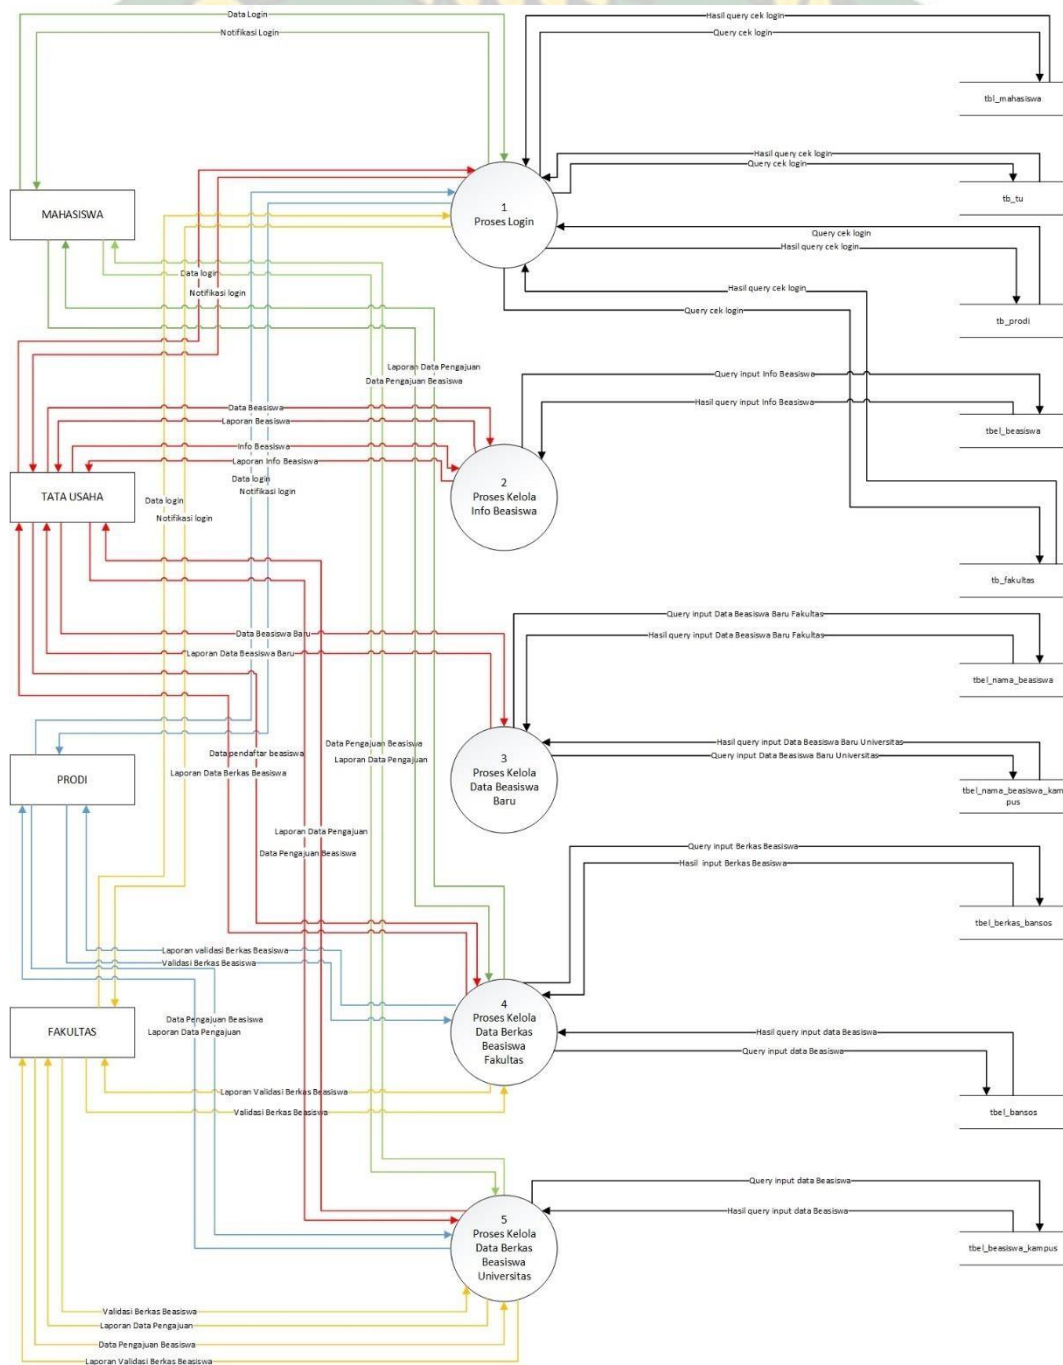 Data Login
Notifikasi Login
Hasil query cek login
Query cek login
tbl_mahasiswa
Hasil query cek login
Query cek login
tb_tu
MAHASISWA
1
Proses Login
Query cek login
Hasil query cek login
Data login
Notifikasi login
Hasil query cek login
Query cek login
tb_prodi
Laporan Data Pengajuan
Data Pengajuan Beasiswa
Query input Info Beasiswa
Hasil query input Info Beasiswa
tbel_beasiswa
Data Beasiswa
Laporan Beasiswa
Info Beasiswa
Laporan Info Beasiswa
Data login
Notifikasi login
TATA USAHA
2
Proses Kelola
Info Beasiswa
Data login
Notifikasi login
tb_fakultas
Query input Data Beasiswa Baru Fakultas
Hasil query input Data Beasiswa Baru Fakultas
tbel_nama_beasiswa
Data Beasiswa Baru
Laporan Data Beasiswa Baru
Data Pengajuan Beasiswa
Laporan Data Pengajuan
Data pendaftar beasiswa
Laporan Data Berkas Beasiswa
Hasil query input Data Beasiswa Baru Universitas
Query input Data Beasiswa Baru Universitas
PRODI
3
Proses Kelola
Data Beasiswa
Baru
tbel_nama_beasiswa_kam
pus
Laporan Data Pengajuan
Data Pengajuan Beasiswa
Query input Berkas Beasiswa
Hasil  input Berkas Beasiswa
tbel_berkas_bansos
Laporan validasi Berkas Beasiswa
Validasi Berkas Beasiswa
Data Pengajuan Beasiswa
Laporan Data Pengajuan
FAKULTAS
4
Proses Kelola
Data Berkas
Beasiswa
Fakultas
Hasil query input data Beasiswa
Query input data Beasiswa
tbel_bansos
Laporan Validasi Berkas Beasiswa
Validasi Berkas Beasiswa
Query input data Beasiswa
Hasil query input data Beasiswa
tbel_beasiswa_kampus
5
Proses Kelola
Data Berkas
Beasiswa
Universitas
Validasi Berkas Beasiswa
Laporan Data Pengajuan
Data Pengajuan Beasiswa
Laporan Validasi Berkas Beasiswa